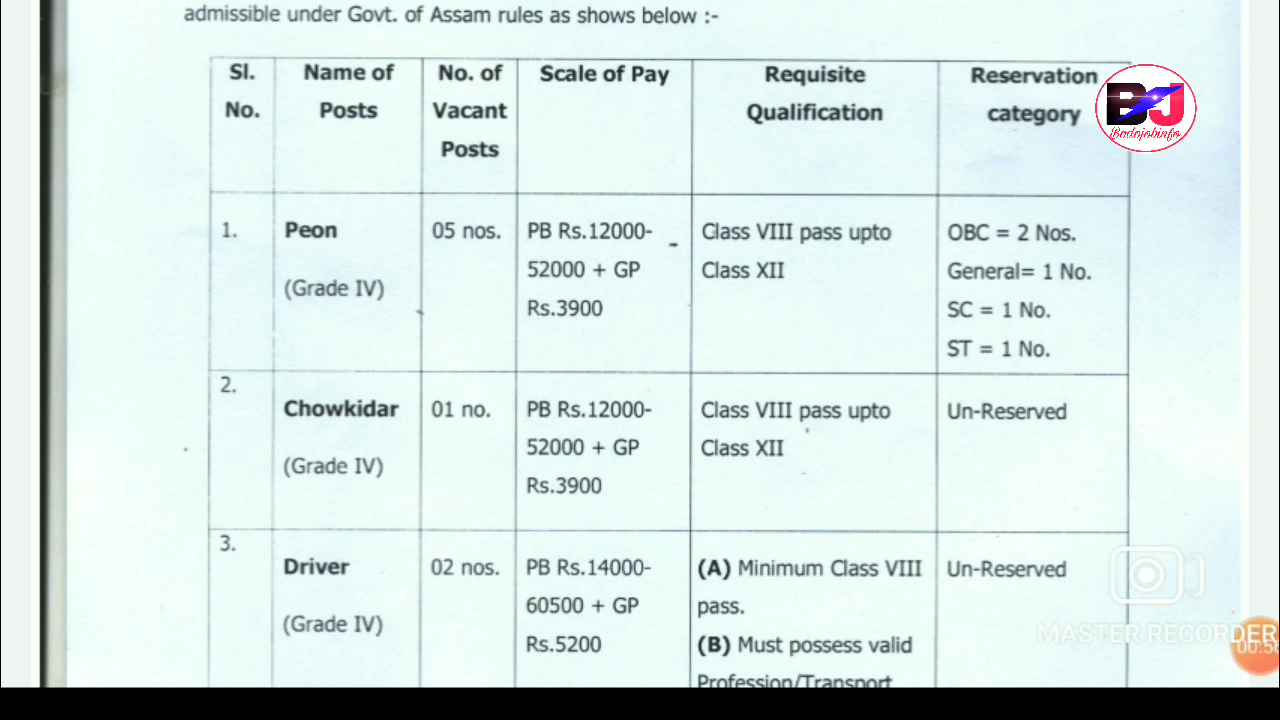 admissible under Govt. of Assam rules as shows below :-
Sl. No. Name of Posts No. of Vacant Posts Scale of Pay Requisite Qualification Reservation category
BJ
Badojobinfo
1. Peon (Grade IV) 05 nos. PB Rs.12000-52000 + GP Rs.3900 Class VIII pass upto Class XII OBC = 2 Nos. General= 1 No. SC = 1 No. ST = 1 No.
2. Chowkidar (Grade IV) 01 no. PB Rs.12000-52000 + GP Rs.3900 Class VIII pass upto Class XII Un-Reserved
3. Driver (Grade IV) 02 nos. PB Rs.14000-60500 + GP Rs.5200 (A) Minimum Class VIII pass. (B) Must possess valid Profession/Transport Un-Reserved
MASTER RECORDER